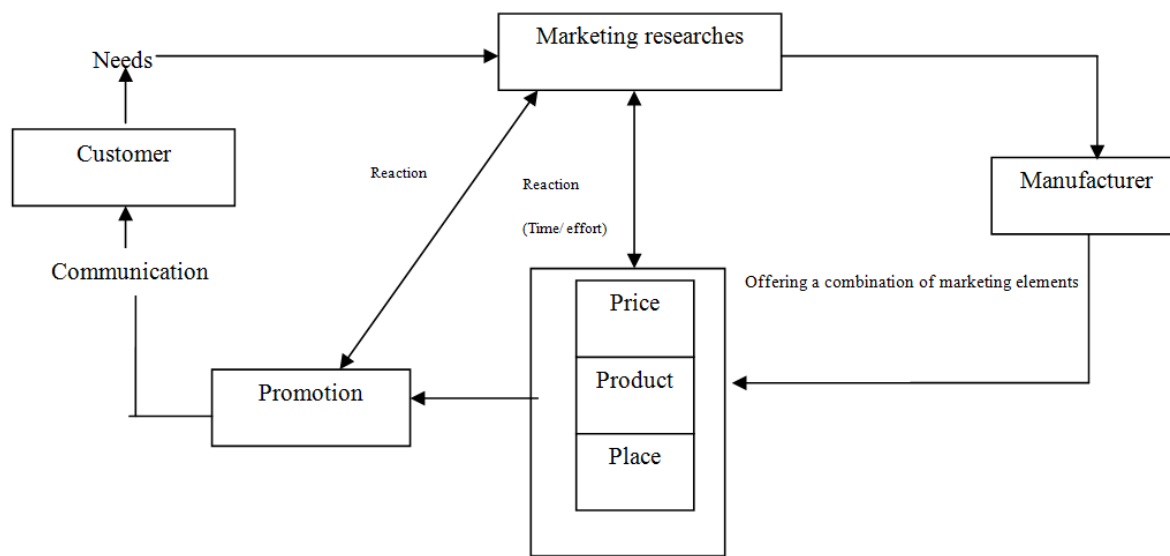 Marketing researches
Needs
Customer
Reaction
Reaction
(Time/ effort)
Manufacturer
Communication
Offering a combination of marketing elements
Price
Product
Promotion
Place